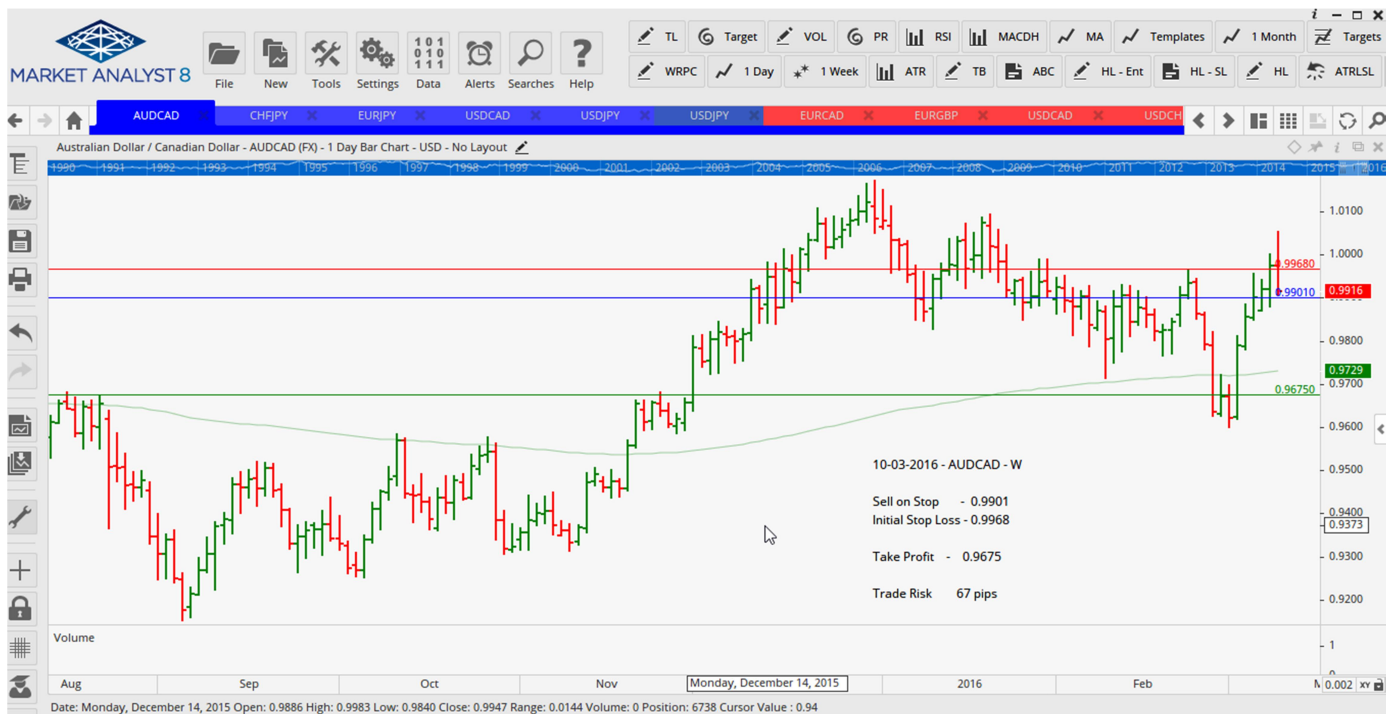 MARKET ANALYST 8
File New Tools Settings Data Alerts Searches Help
TL Target VOL PR RSI MACDH MA Templates 1 Month Targets
WRPC 1 Day 1 Week ATR TB ABC HL - Ent HL - SL HL ATRLSL
AUDCAD CHFJPY EURJPY USDCAD USDJPY USDJPY EURCAD EURGBP USDCAD USDCH
Australian Dollar / Canadian Dollar - AUDCAD (FX) - 1 Day Bar Chart - USD - No Layout
1990 1991 1992 1993 1994 1995 1996 1997 1998 1999 2000 2001 2002 2003 2004 2005 2006 2007 2008 2009 2010 2011 2012 2013 2014 2015 2016
1.0100
1.0000
0.99680
0.99010
0.9916
0.9800
0.9729
0.9700
0.96750
0.9600
0.9500
0.9400
0.9373
0.9300
0.9200
10-03-2016 - AUDCAD - W
Sell on Stop - 0.9901
Initial Stop Loss - 0.9968
Take Profit - 0.9675
Trade Risk 67 pips
Volume
1
Aug Sep Oct Nov Monday, December 14, 2015 2016 Feb 0.002 XY
Date: Monday, December 14, 2015 Open: 0.9886 High: 0.9983 Low: 0.9840 Close: 0.9947 Range: 0.0144 Volume: 0 Position: 6738 Cursor Value : 0.94